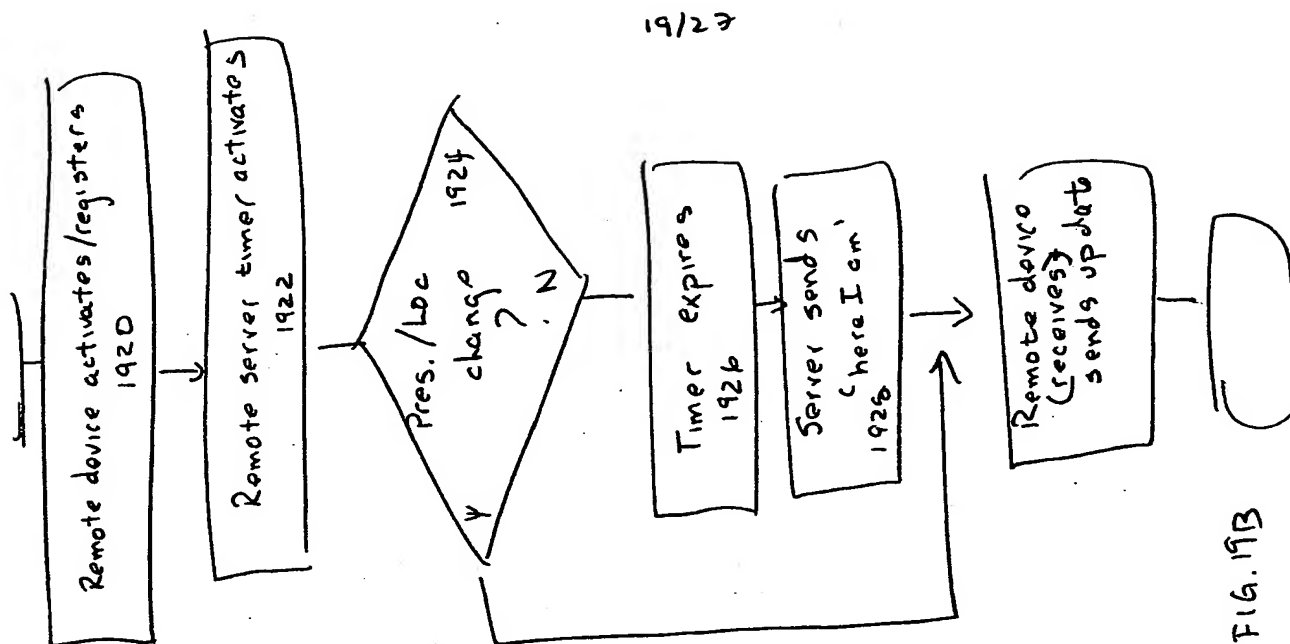 19/27
Remote device activates/registers
1920
Remote server timer activates
1922
Pres./Loc
change
?
1924
Y
N
Timer expires
1926
Server sends
'here I am'
1928
Remote device
(receives)
sends update
FIG. 19B